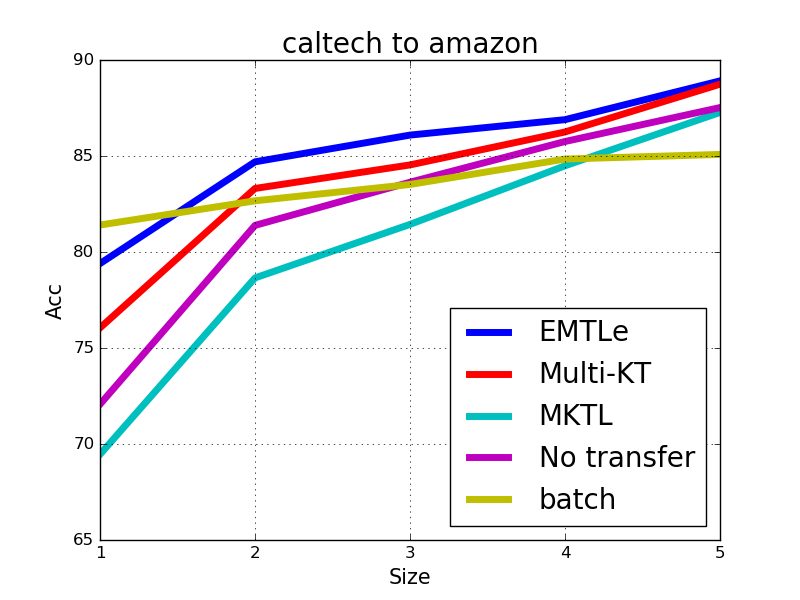 caltech to amazon
90
85
80
75
70
65
Acc
EMTLe
Multi-KT
MKTL
No transfer
batch
1
2
3
4
5
Size